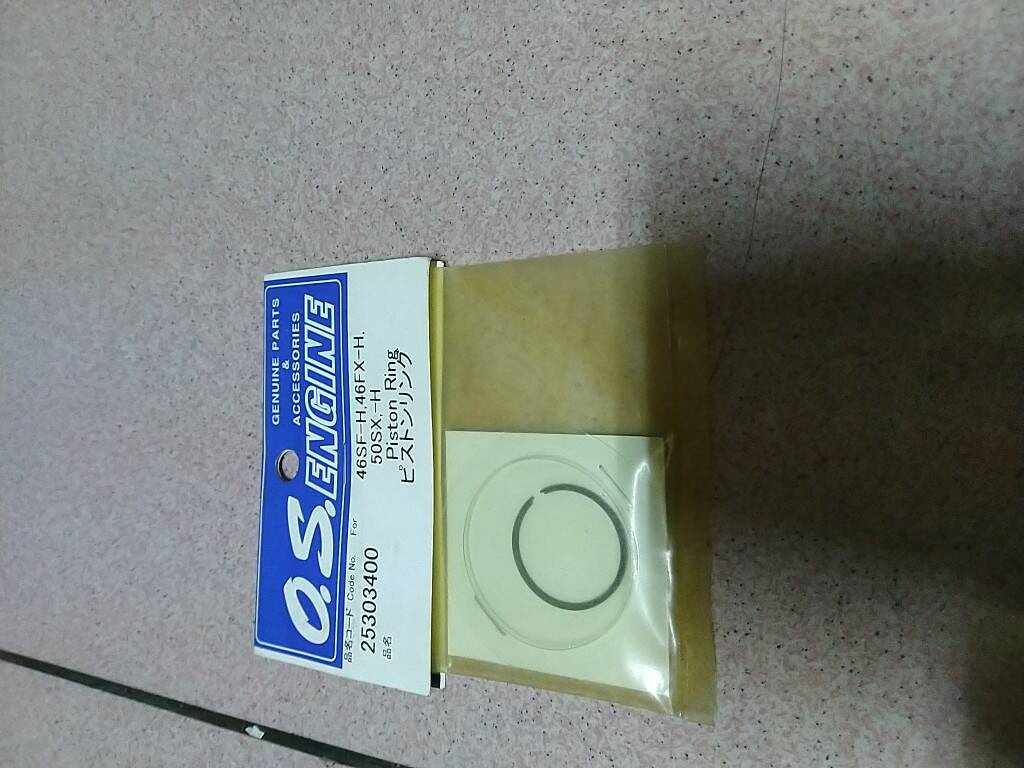 GENUINE PARTS
&
ACCESSORIES
O.S.ENGINE
品名コード Code No.
For
25303400
46SF-H,46FX-H,
50SX-H
品名
Piston Ring
ピストンリング